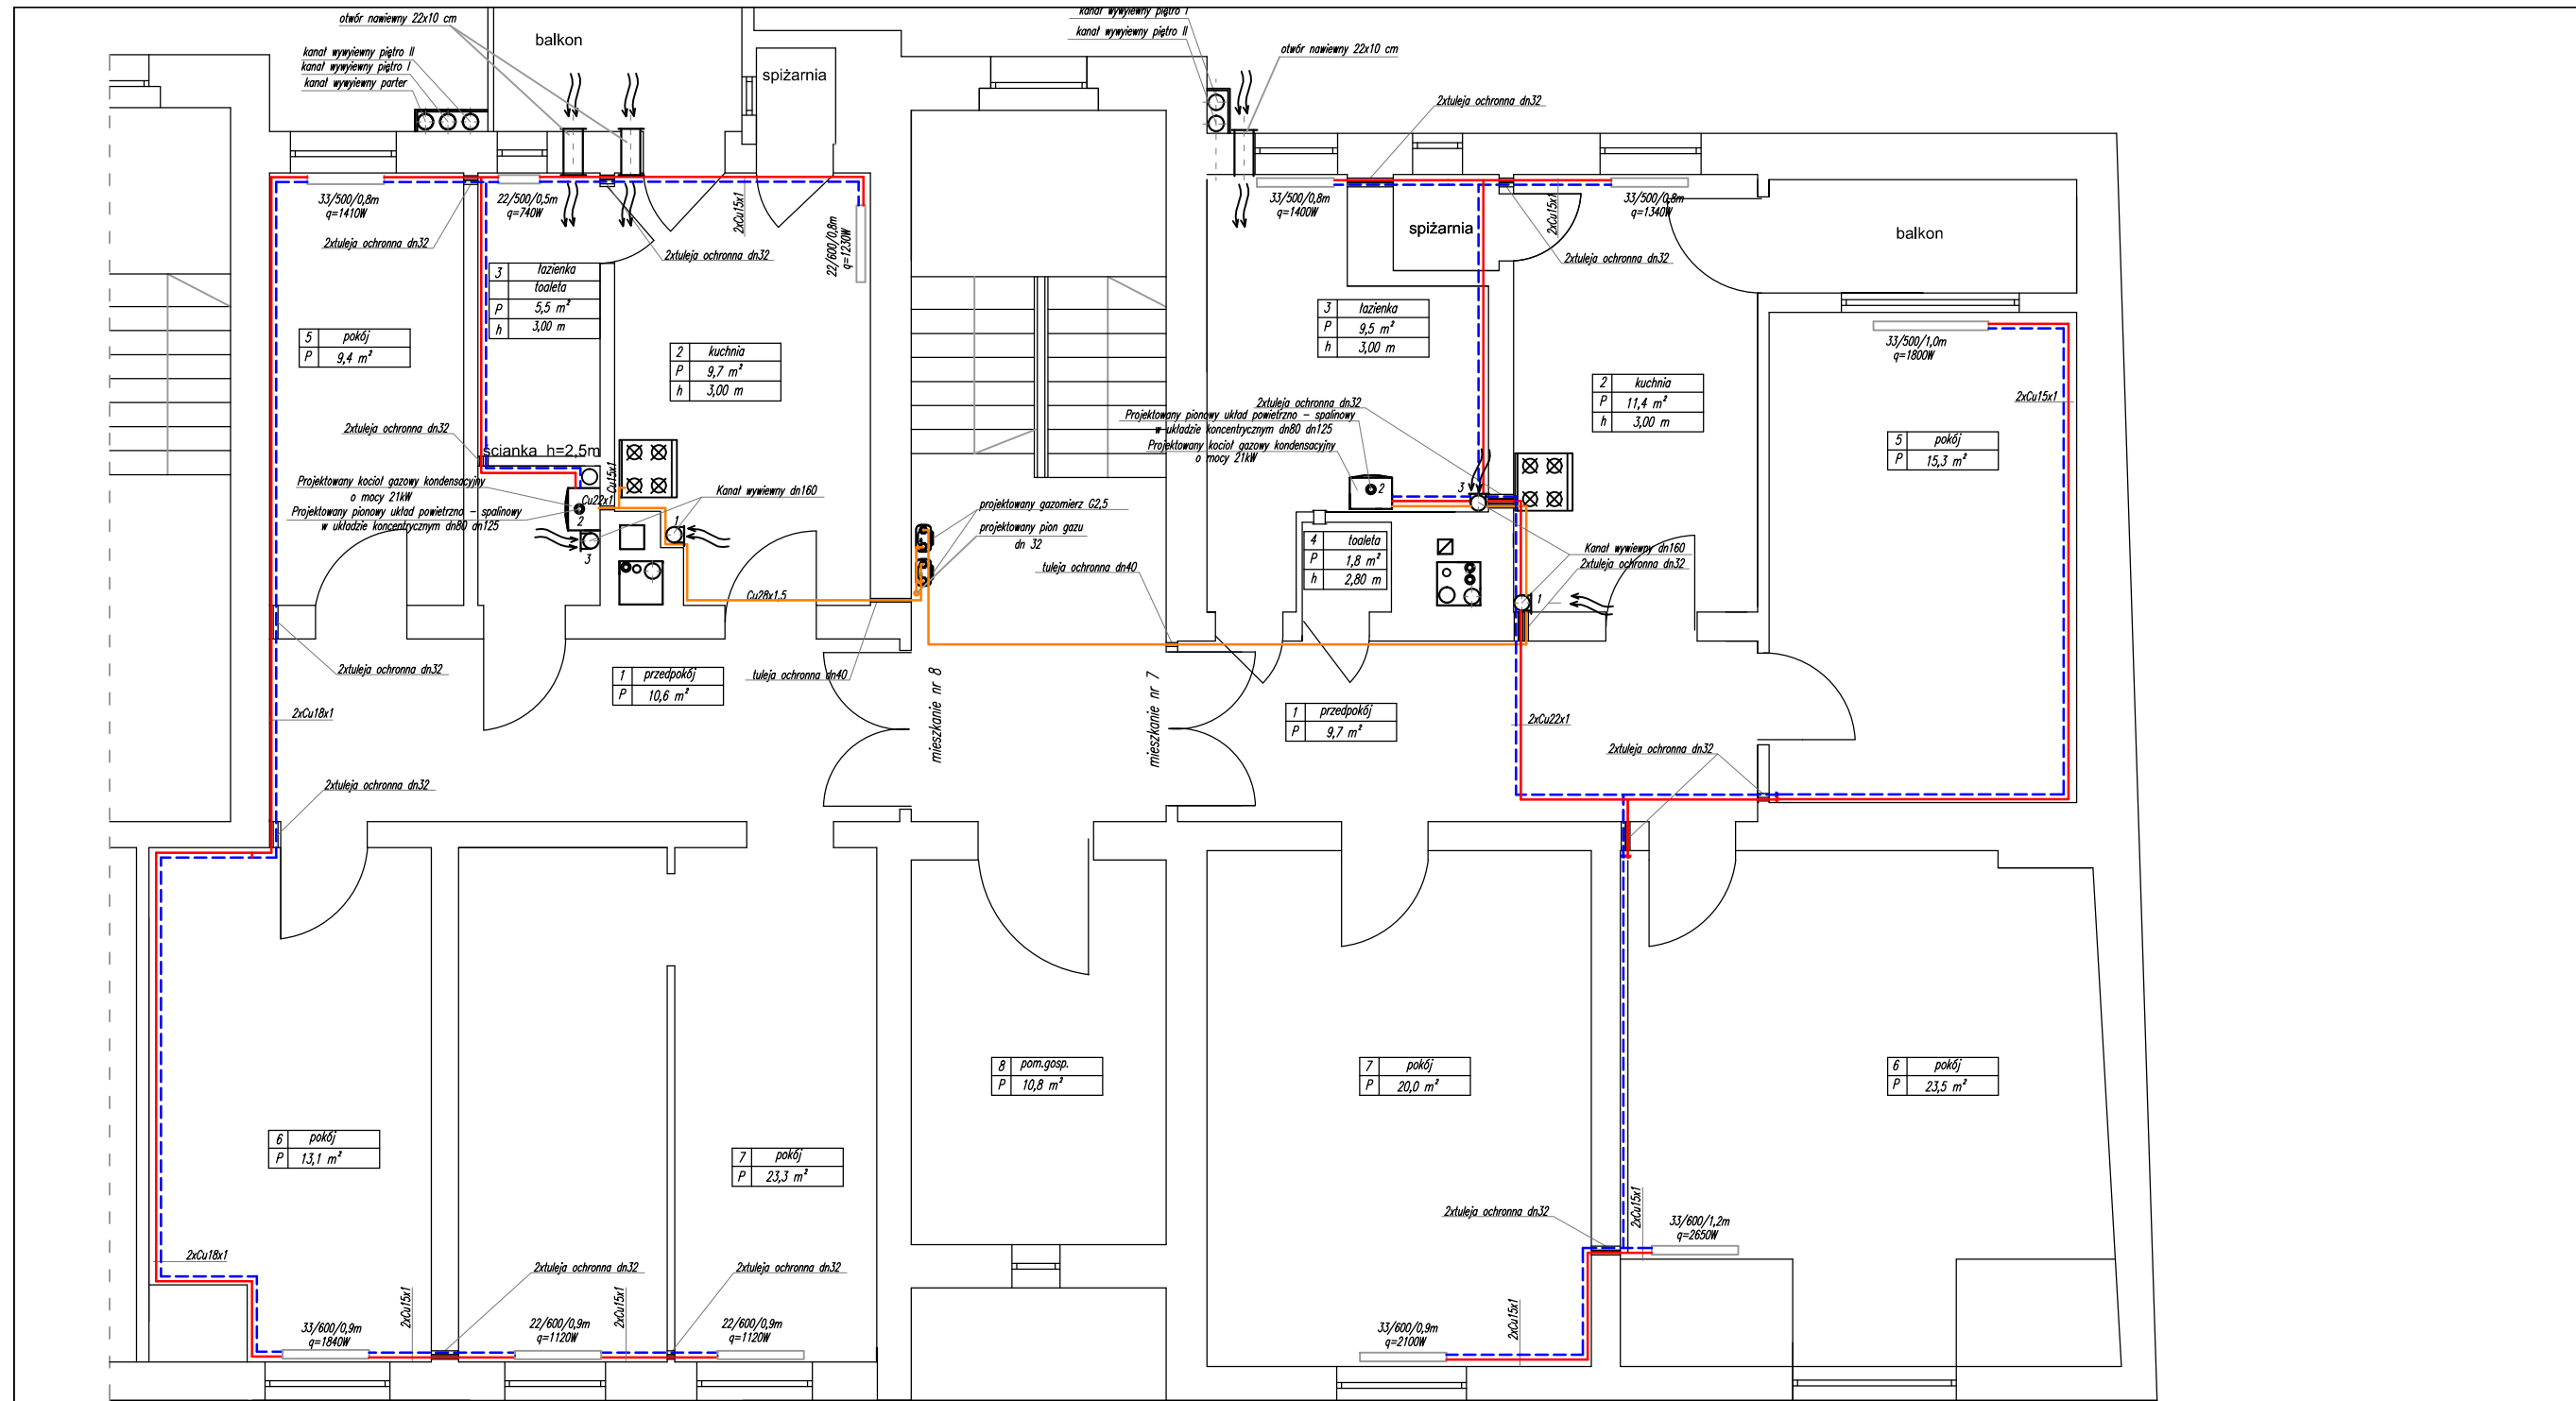 otwór nawiewny 22x10 cm
balkon
kanał wywyiewny piętro II
kanał wywyiewny piętro I
kanał wywyiewny parter
spiżarnia
kanał wywyiewny piętro I
kanał wywyiewny piętro II
otwór nawiewny 22x10 cm
2xtuleja ochronna dn32
33/500/0,8m
q=1410W
22/500/0,5m
q=740W
2xCu15x1
22/600/0,8m
q=1230W
2xtuleja ochronna dn32
2xtuleja ochronna dn32
33/500/0,8m
q=1400W
spiżarnia
2xCu15x1
33/500/0,8m
q=1340W
2xtuleja ochronna dn32
balkon
3 łazienka
toaleta
P 5,5 m²
h 3,00 m
5 pokój
P 9,4 m²
2 kuchnia
P 9,7 m²
h 3,00 m
3 łazienka
P 9,5 m²
h 3,00 m
33/500/1,0m
q=1800W
2 kuchnia
P 11,4 m²
h 3,00 m
2xCu15x1
5 pokój
P 15,3 m²
2xtuleja ochronna dn32
ścianka h=2,5m
Projektowany kocioł gazowy kondensacyjny
o mocy 21kW
Projektowany pionowy układ powietrzno - spalinowy
w układzie koncentrycznym dn80 dn125
Cu22x1
Cu15x1
2
3
1
Kanał wywiewny dn160
2xtuleja ochronna dn32
Projektowany pionowy układ powietrzno - spalinowy
w układzie koncentrycznym dn80 dn125
Projektowany kocioł gazowy kondensacyjny
o mocy 21kW
2
3
projektowany gazomierz G2,5
projektowany pion gazu
dn 32
tuleja ochronna dn40
4 toaleta
P 1,8 m²
h 2,80 m
Kanał wywiewny dn160
2xtuleja ochronna dn32
1
Cu28x1,5
2xtuleja ochronna dn32
1 przedpokój
P 10,6 m²
tuleja ochronna dn40
mieszkanie nr 8
mieszkanie nr 7
1 przedpokój
P 9,7 m²
2xCu18x1
2xCu22x1
2xtuleja ochronna dn32
2xtuleja ochronna dn32
8 pom.gosp.
P 10,8 m²
7 pokój
P 20,0 m²
6 pokój
P 23,5 m²
6 pokój
P 13,1 m²
7 pokój
P 23,3 m²
2xCu18x1
2xtuleja ochronna dn32
2xtuleja ochronna dn32
2xtuleja ochronna dn32
2xCu15x1
33/600/1,2m
q=2650W
33/600/0,9m
q=1840W
2xCu15x1
22/600/0,9m
q=1120W
2xCu15x1
22/600/0,9m
q=1120W
33/600/0,9m
q=2100W
2xCu15x1